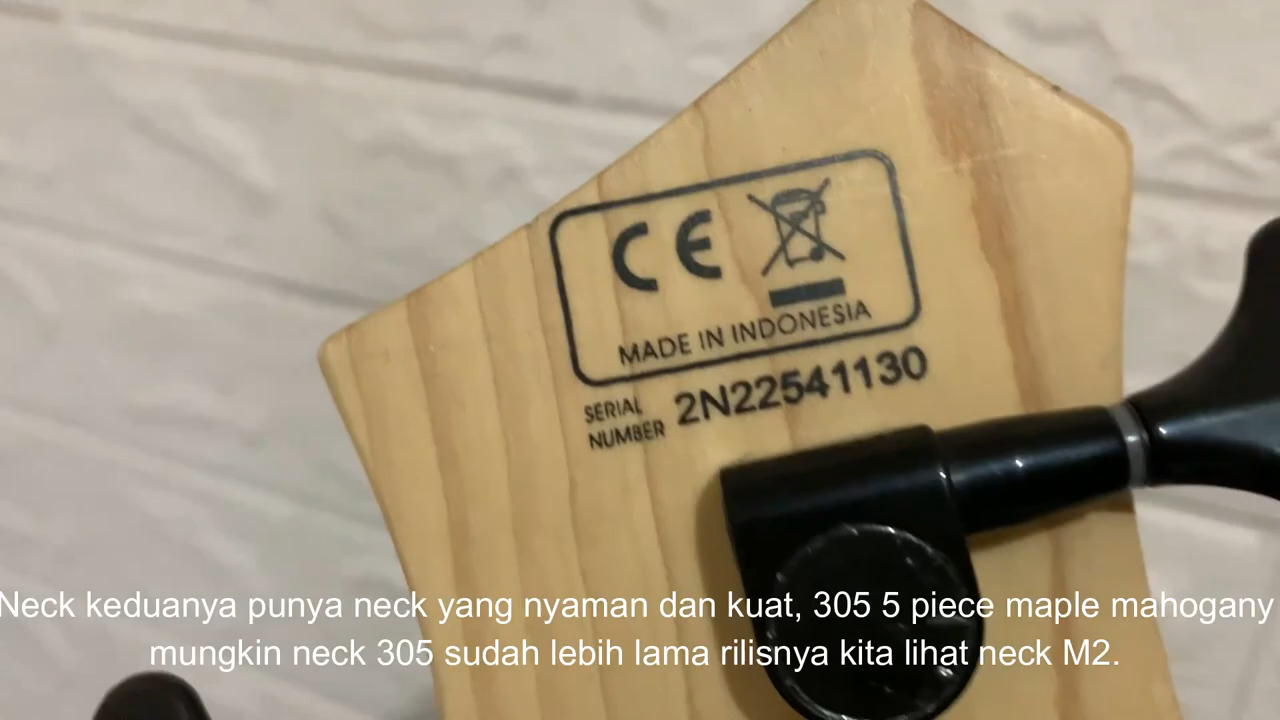 CE
MADE IN INDONESIA
SERIAL
NUMBER 2N22541130
Neck keduanya punya neck yang nyaman dan kuat, 305 5 piece maple mahogany
mungkin neck 305 sudah lebih lama rilisnya kita lihat neck M2.